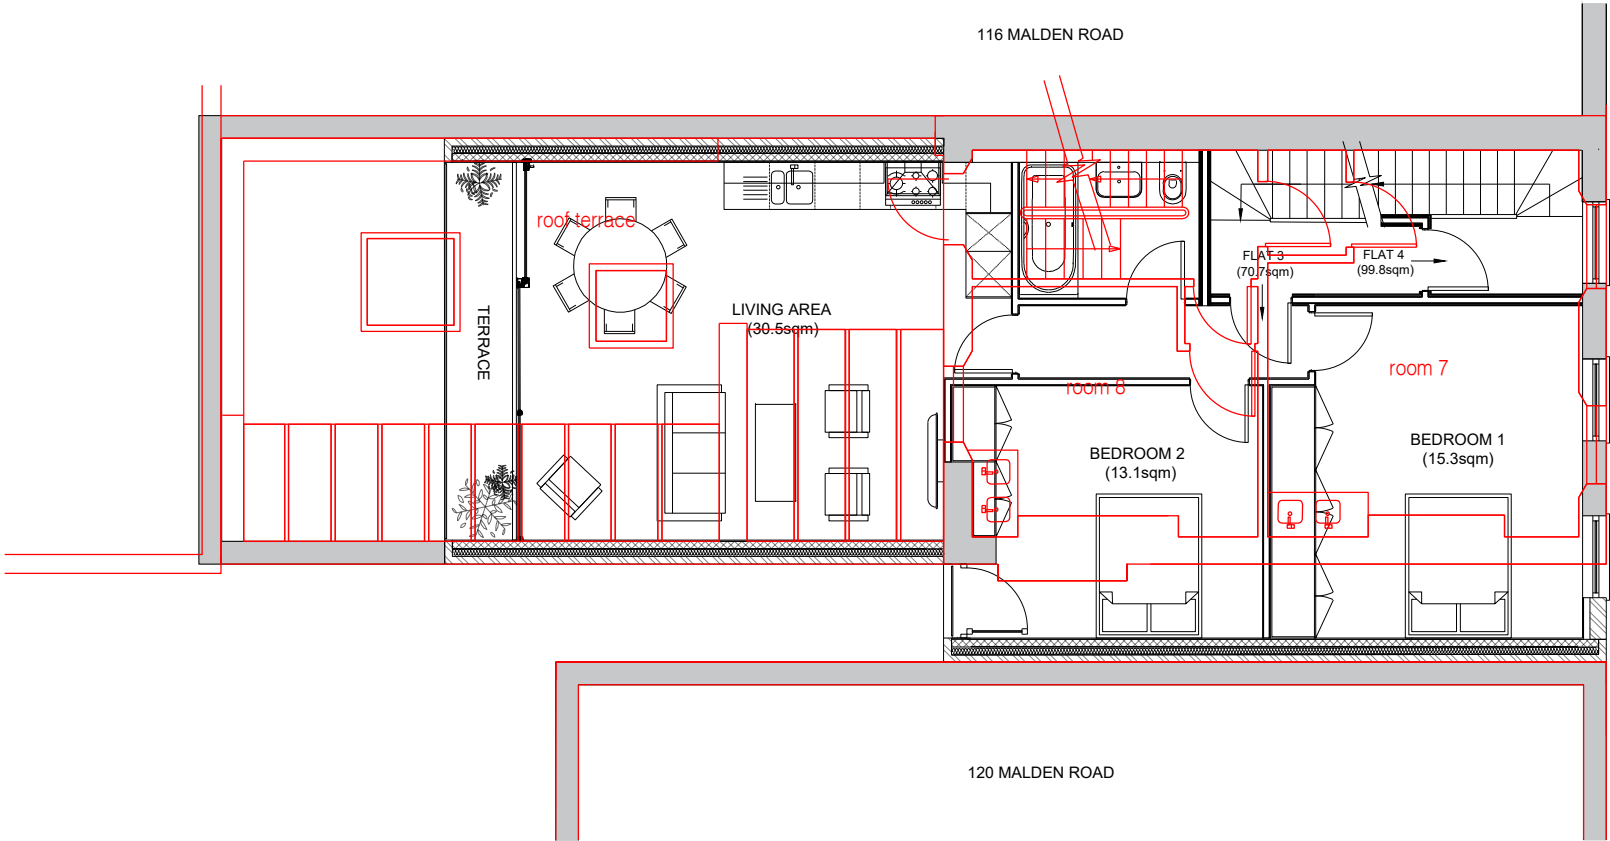 116 MALDEN ROAD
roof terrace
FLAT 3
(70.7sqm)
FLAT 4
(99.8sqm)
TERRACE
LIVING AREA
(30.5sqm)
room 7
room 8
BEDROOM 2
(13.1sqm)
BEDROOM 1
(15.3sqm)
120 MALDEN ROAD